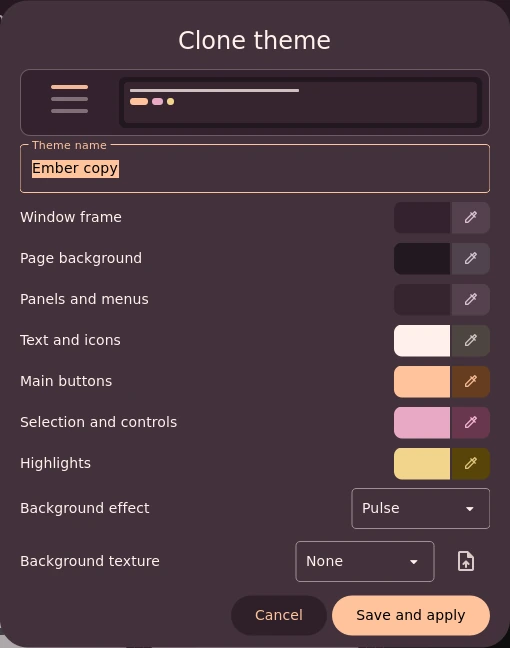 Clone theme
Theme name
Ember copy
Window frame
Page background
Panels and menus
Text and icons
Main buttons
Selection and controls
Highlights
Background effect
Pulse
Background texture
None
Cancel
Save and apply